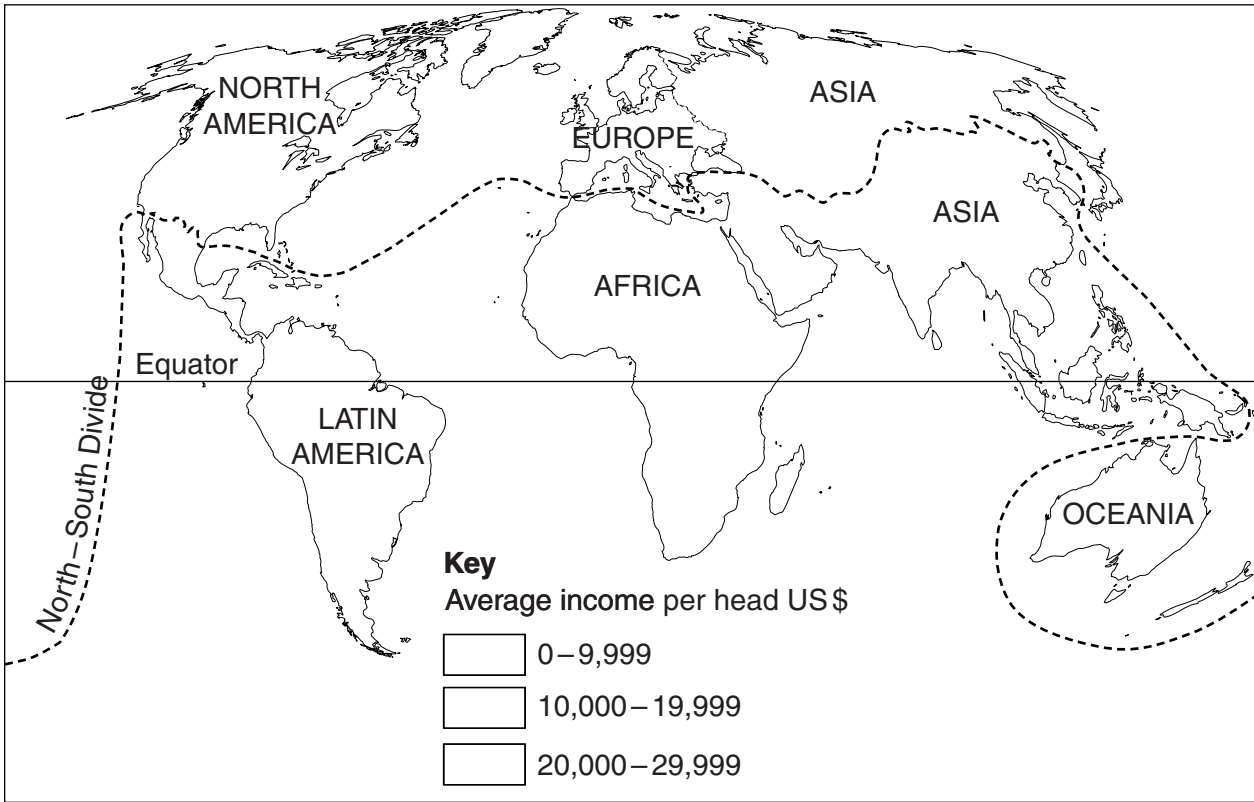 NORTH
AMERICA
EUROPE
ASIA
ASIA
AFRICA
Equator
LATIN
AMERICA
OCEANIA
North–South Divide
Key
Average income per head US$
0–9,999
10,000–19,999
20,000–29,999